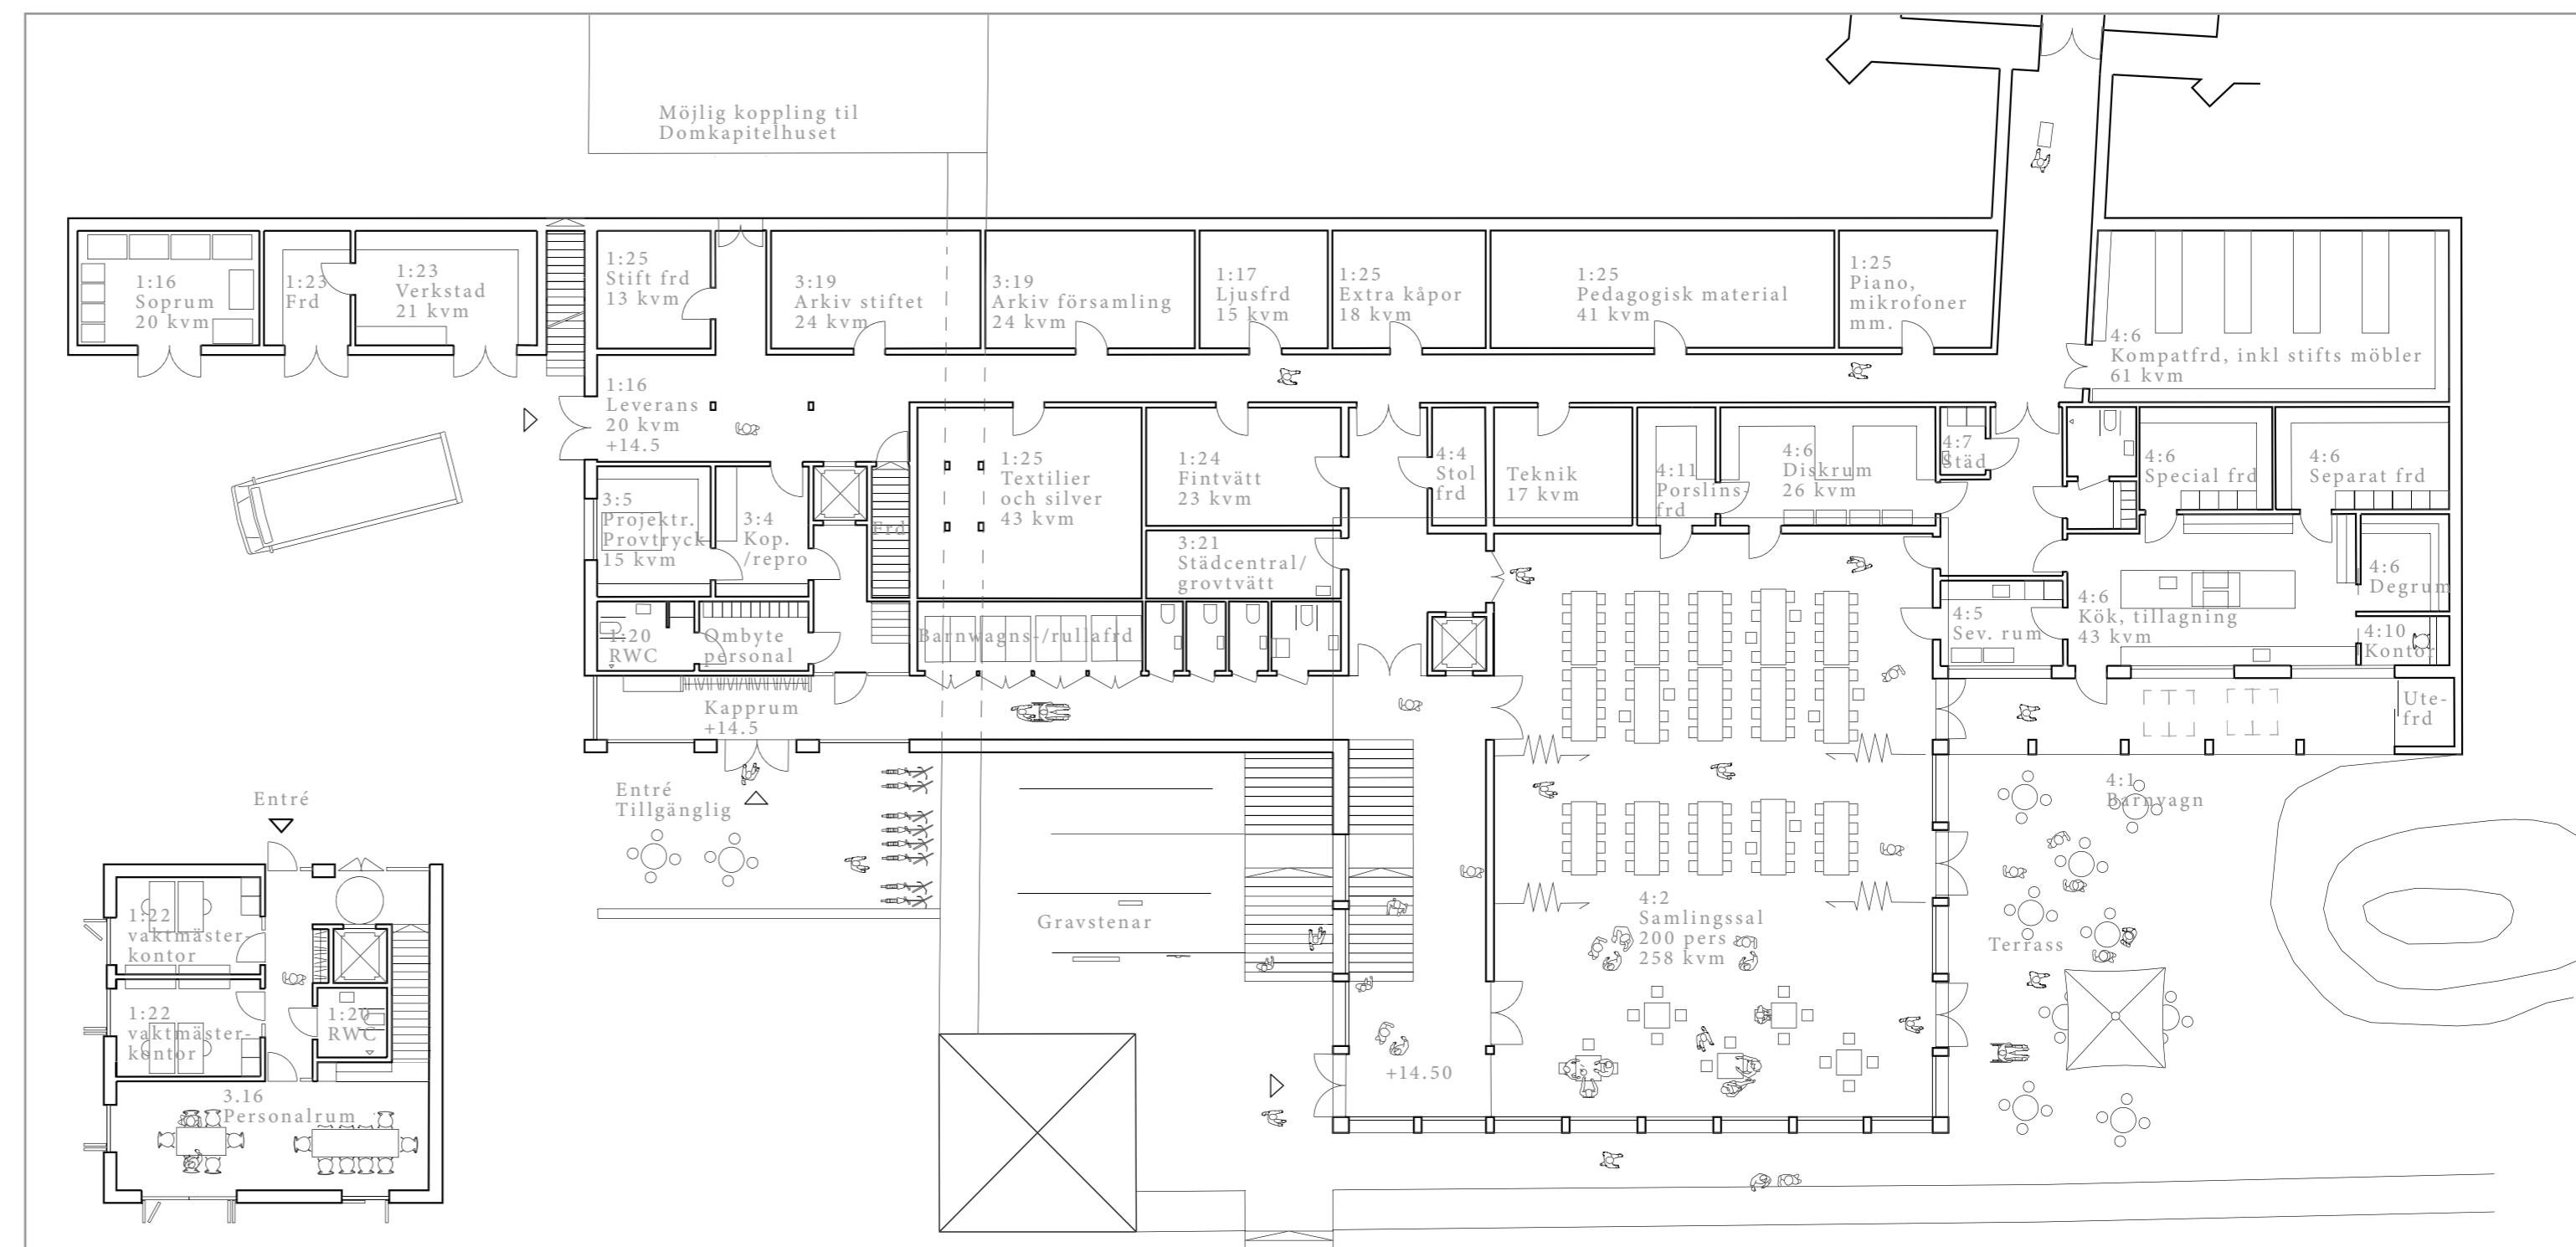 Möjlig koppling til
Domkapitelhuset
1:16
Soprum
20 kvm
1:23
Frd
1:23
Verkstad
21 kvm
1:25
Stift frd
13 kvm
3:19
Arkiv stiftet
24 kvm
3:19
Arkiv församling
24 kvm
1:17
Ljusfrd
15 kvm
1:25
Extra kåpor
18 kvm
1:25
Pedagogisk material
41 kvm
1:25
Piano,
mikrofoner
mm.
4:6
Kompatfrd, inkl stifts möbler
61 kvm
1:16
Leverans
20 kvm
+14.5
3:5
Projektr.
Provtryck
15 kvm
3:4
Kop.
/repro
Frd
1:25
Textilier
och silver
43 kvm
1:24
Fintvätt
23 kvm
3:21
Städcentral/
grovtvätt
4:4
Stol
frd
Teknik
17 kvm
4:11
Porslins-
frd
4:6
Diskrum
26 kvm
4:7
Städ
4:6
Special frd
4:6
Separat frd
4:6
Degrum
4:5
Sev. rum
4:6
Kök, tillagning
43 kvm
4:10
Kontor
1:20
RWC
Ombyte
personal
Barnwagns-/rullafrd
Kapprum
+14.5
Ute-
frd
Entré
Tillgänglig
4:1
Barnvagn
Entré
Gravstenar
4:2
Samlingssal
200 pers
258 kvm
Terrass
1:22
vaktmäster-
kontor
1:22
vaktmäster-
kontor
1:20
RWC
+14.50
3.16
Personalrum